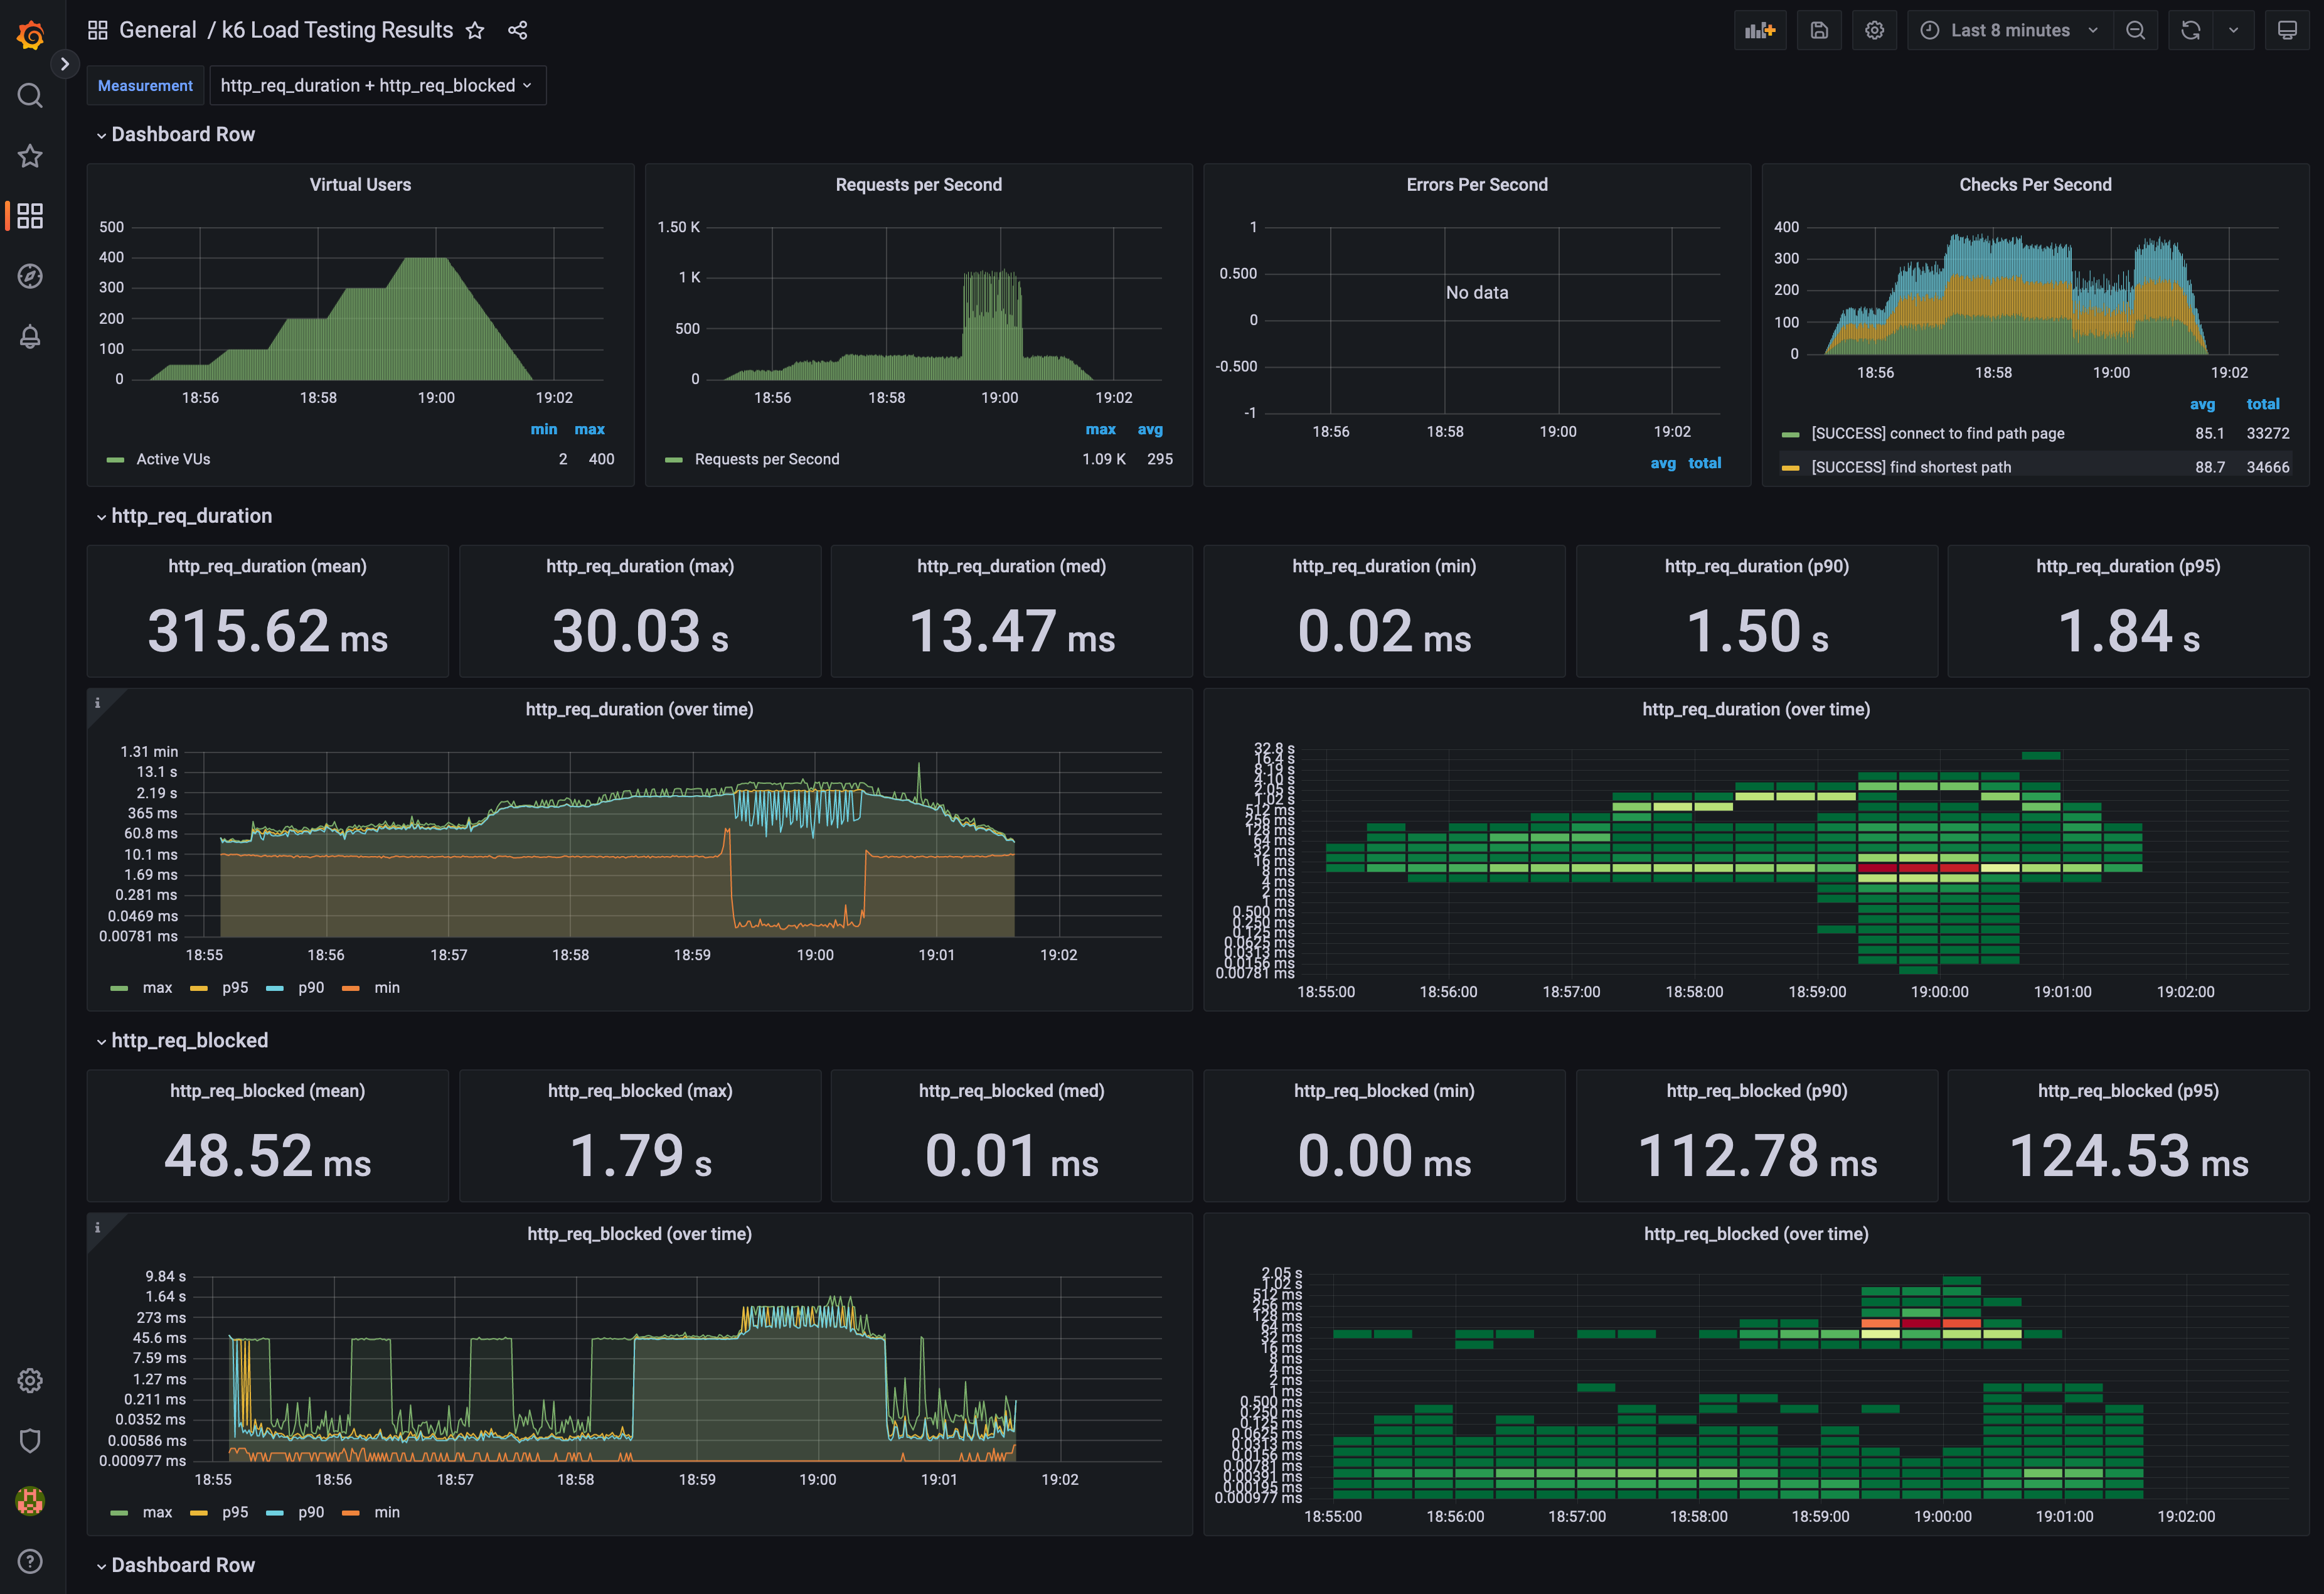 General / k6 Load Testing Results
Last 8 minutes
Measurement http_req_duration + http_req_blocked
Dashboard Row
Virtual Users
500
400
300
200
100
0
18:56 18:58 19:00 19:02
min max
Active VUs 2 400
Requests per Second
1.50 K
1 K
500
0
18:56 18:58 19:00 19:02
max avg
Requests per Second 1.09 K 295
Errors Per Second
1
0.500
0
-0.500
-1
No data
18:56 18:58 19:00 19:02
avg total
Checks Per Second
400
300
200
100
0
18:56 18:58 19:00 19:02
avg total
[SUCCESS] connect to find path page 85.1 33272
[SUCCESS] find shortest path 88.7 34666
http_req_duration
http_req_duration (mean)
315.62 ms
http_req_duration (max)
30.03 s
http_req_duration (med)
13.47 ms
http_req_duration (min)
0.02 ms
http_req_duration (p90)
1.50 s
http_req_duration (p95)
1.84 s
http_req_duration (over time)
1.31 min
13.1 s
2.19 s
365 ms
60.8 ms
10.1 ms
1.69 ms
0.281 ms
0.0469 ms
0.00781 ms
18:55 18:56 18:57 18:58 18:59 19:00 19:01 19:02
max p95 p90 min
http_req_duration (over time)
32.8 s
16.4 s
8.19 s
4.10 s
2.05 s
1.02 s
512 ms
256 ms
128 ms
64 ms
32 ms
16 ms
8 ms
4 ms
2 ms
1 ms
0.500 ms
0.250 ms
0.125 ms
0.0625 ms
0.0313 ms
0.0156 ms
0.00781 ms
18:55:00 18:56:00 18:57:00 18:58:00 18:59:00 19:00:00 19:01:00 19:02:00
http_req_blocked
http_req_blocked (mean)
48.52 ms
http_req_blocked (max)
1.79 s
http_req_blocked (med)
0.01 ms
http_req_blocked (min)
0.00 ms
http_req_blocked (p90)
112.78 ms
http_req_blocked (p95)
124.53 ms
http_req_blocked (over time)
9.84 s
1.64 s
273 ms
45.6 ms
7.59 ms
1.27 ms
0.211 ms
0.0352 ms
0.00586 ms
0.000977 ms
18:55 18:56 18:57 18:58 18:59 19:00 19:01 19:02
max p95 p90 min
http_req_blocked (over time)
2.05 s
1.02 s
512 ms
256 ms
128 ms
64 ms
32 ms
16 ms
8 ms
4 ms
2 ms
1 ms
0.500 ms
0.250 ms
0.125 ms
0.0625 ms
0.0313 ms
0.0156 ms
0.00781 ms
0.00391 ms
0.00195 ms
0.000977 ms
18:55:00 18:56:00 18:57:00 18:58:00 18:59:00 19:00:00 19:01:00 19:02:00
Dashboard Row